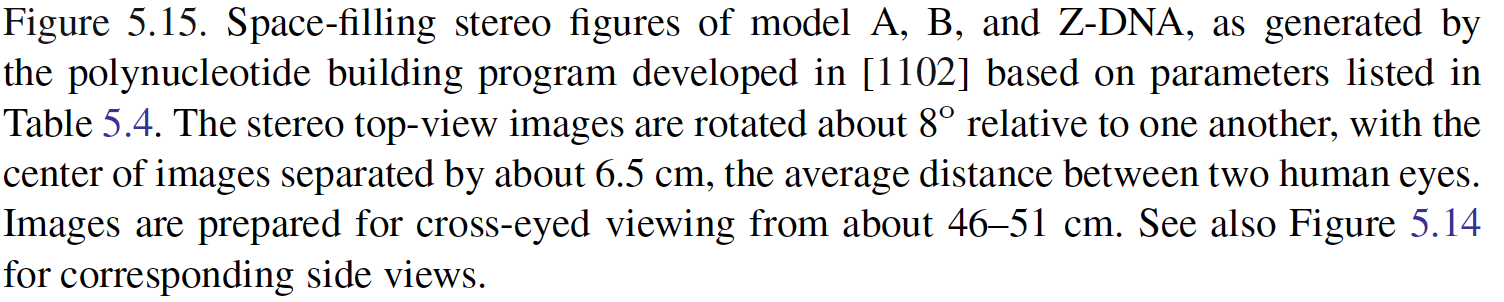 Figure 5.15. Space-filling stereo figures of model A, B, and Z-DNA, as generated by
the polynucleotide building program developed in [1102] based on parameters listed in
Table 5.4. The stereo top-view images are rotated about 8° relative to one another, with the
center of images separated by about 6.5 cm, the average distance between two human eyes.
Images are prepared for cross-eyed viewing from about 46–51 cm. See also Figure 5.14
for corresponding side views.